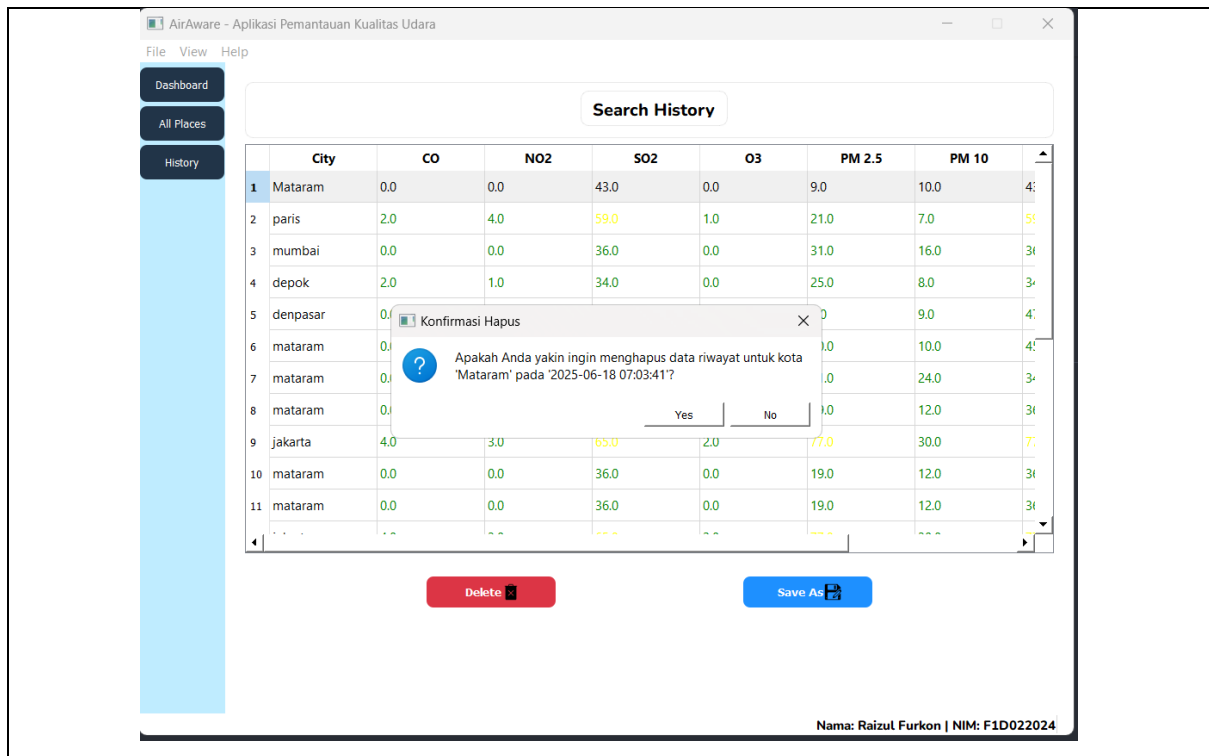 AirAware - Aplikasi Pemantauan Kualitas Udara
File View Help
Dashboard
All Places
History
Search History
City CO NO2 SO2 O3 PM 2.5 PM 10
1 Mataram 0.0 0.0 43.0 0.0 9.0 10.0
2 paris 2.0 4.0 59.0 1.0 21.0 7.0
3 mumbai 0.0 0.0 36.0 0.0 31.0 16.0
4 depok 2.0 1.0 34.0 0.0 25.0 8.0
5 denpasar 9.0
6 mataram 10.0
7 mataram 24.0
8 mataram 12.0
9 jakarta 4.0 3.0 65.0 2.0 77.0 30.0
10 mataram 0.0 0.0 36.0 0.0 19.0 12.0
11 mataram 0.0 0.0 36.0 0.0 19.0 12.0
Konfirmasi Hapus
Apakah Anda yakin ingin menghapus data riwayat untuk kota
'Mataram' pada '2025-06-18 07:03:41'?
Yes No
Delete Save As
Nama: Raizul Furkon | NIM: F1D022024